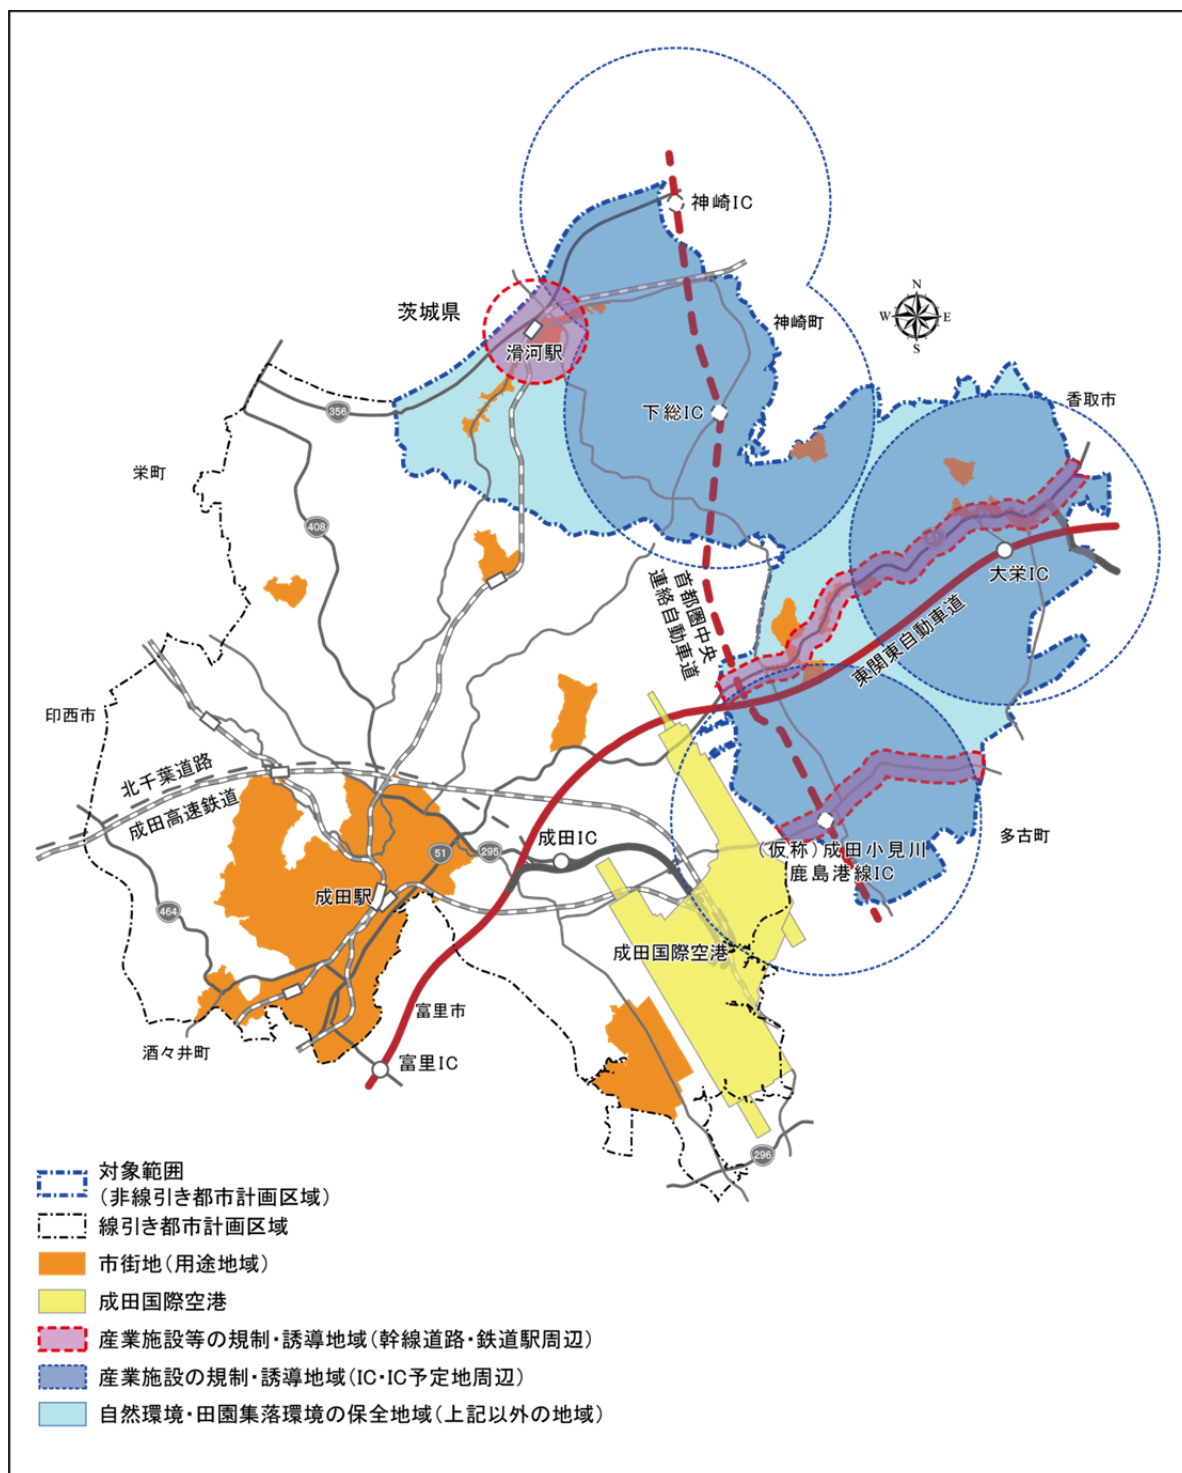 神崎IC
N
W E
S
茨城県
神崎町
滑河駅
香取市
下総IC
356
栄町
408
51
大栄IC
首都圏中央
連絡自動車道
東関東自動車道
印西市
北千葉道路
成田高速鉄道
成田IC
51
295
多古町
(仮称)成田小見川
鹿島港線IC
成田駅
464
成田国際空港
富里市
酒々井町
富里IC
296
対象範囲
(非線引き都市計画区域)
線引き都市計画区域
市街地(用途地域)
成田国際空港
産業施設等の規制・誘導地域(幹線道路・鉄道駅周辺)
産業施設の規制・誘導地域(IC・IC予定地周辺)
自然環境・田園集落環境の保全地域(上記以外の地域)